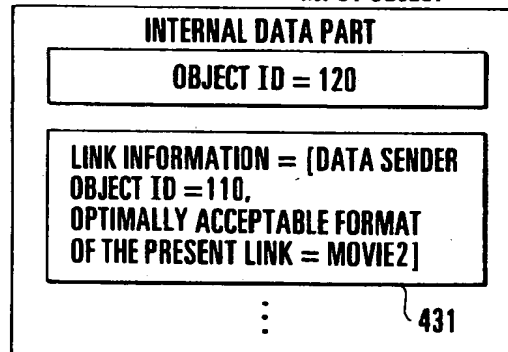 INTERNAL DATA PART
OBJECT ID = 120
LINK INFORMATION = [DATA SENDER
OBJECT ID =110,
OPTIMALLY ACCEPTABLE FORMAT
OF THE PRESENT LINK = MOVIE2]
431